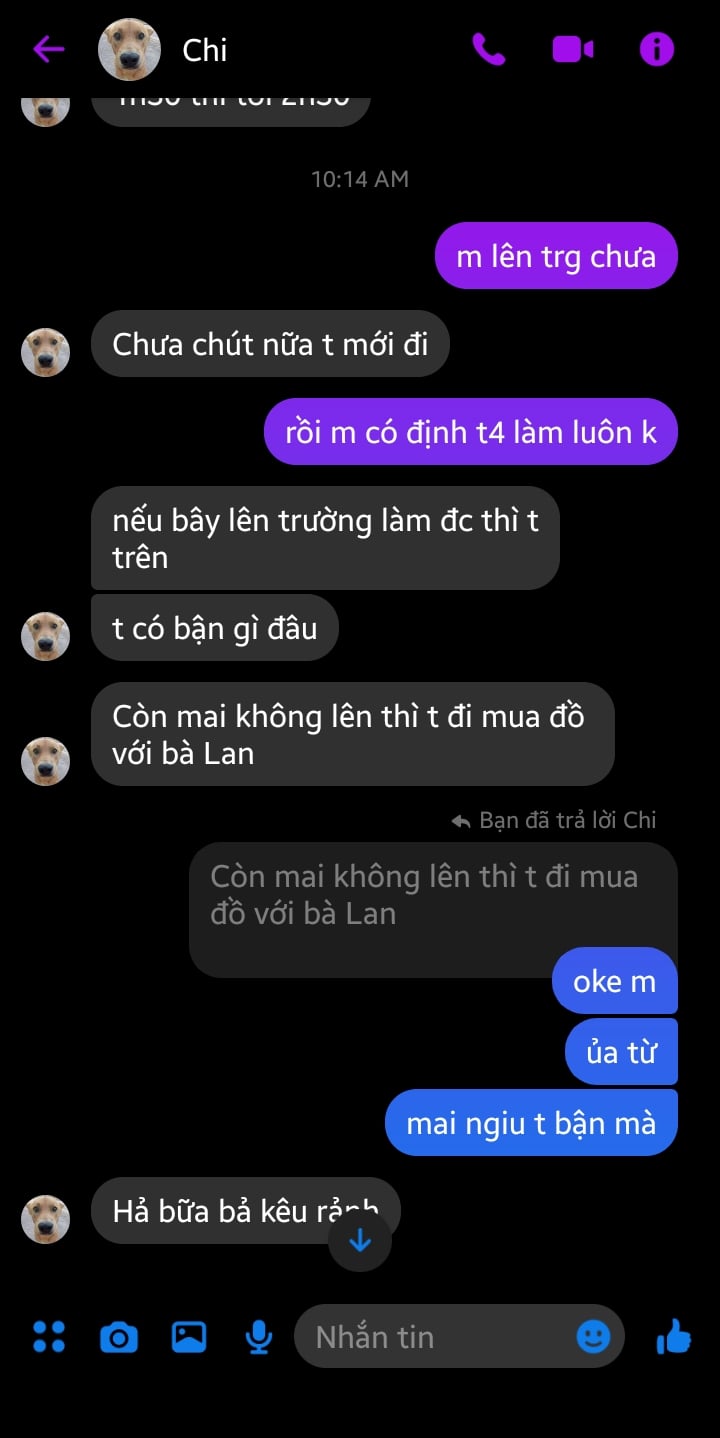 Chi
10:14 AM
m lên trg chưa
Chưa chút nữa t mới đi
rồi m có định t4 làm luôn k
nếu bây lên trường làm đc thì t
trên
t có bận gì đâu
Còn mai không lên thì t đi mua đồ
với bà Lan
Bạn đã trả lời Chi
Còn mai không lên thì t đi mua
đồ với bà Lan
oke m
ủa từ
mai ngiu t bận mà
Hả bữa bả kêu rảnh
Nhắn tin